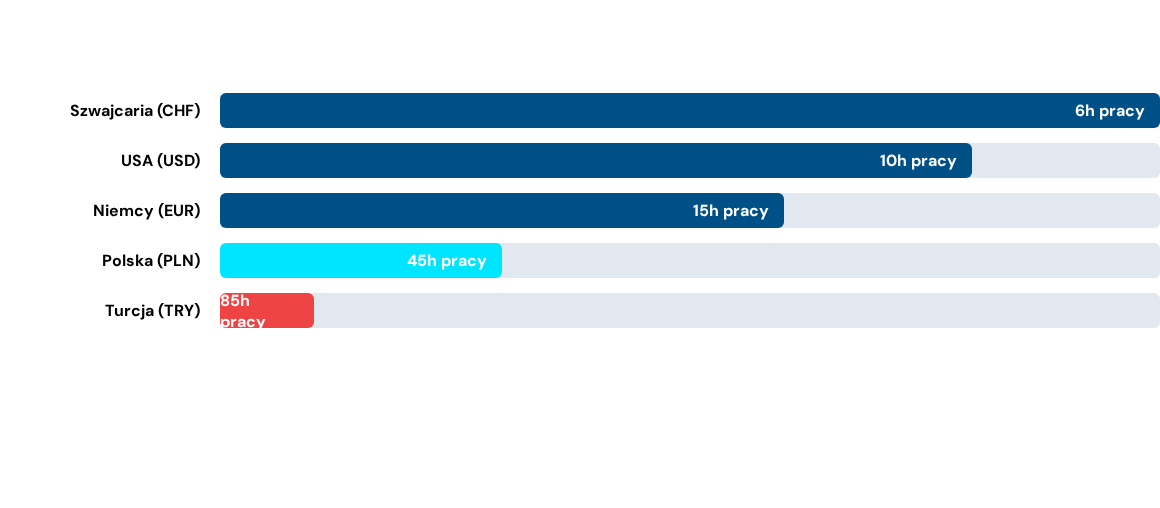 Szwajcaria (CHF)
6h pracy
USA (USD)
10h pracy
Niemcy (EUR)
15h pracy
Polska (PLN)
45h pracy
Turcja (TRY)
85h
pracy